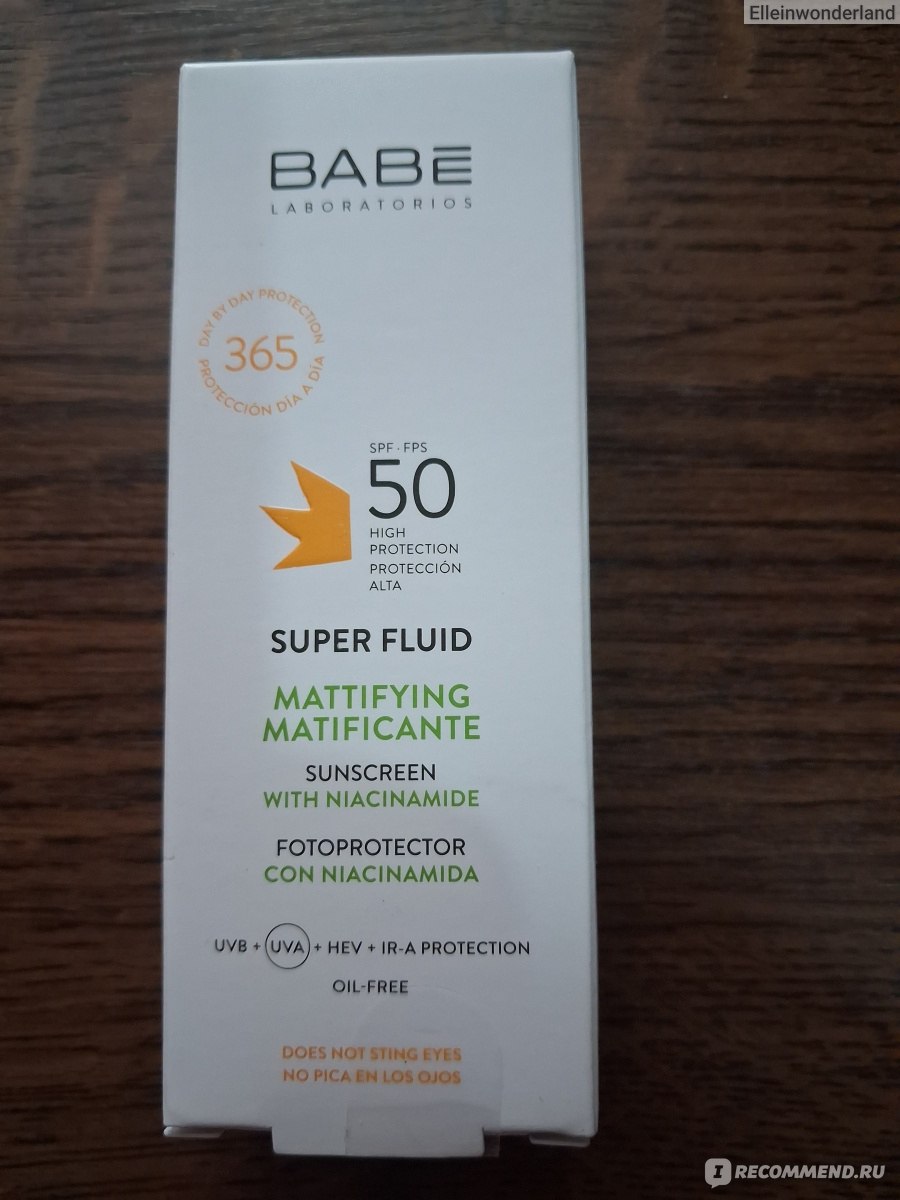 Elleinwonderland
BABĒ
LABORATORIOS
DAY BY DAY PROTECTION
365
PROTECCIÓN DÍA A DÍA
SPF · FPS
50
HIGH
PROTECTION
PROTECCIÓN
ALTA
SUPER FLUID
MATTIFYING
MATIFICANTE
SUNSCREEN
WITH NIACINAMIDE
FOTOPROTECTOR
CON NIACINAMIDA
UVB + UVA + HEV + IR-A PROTECTION
OIL-FREE
DOES NOT STING EYES
NO PICA EN LOS OJOS
IRECOMMEND.RU